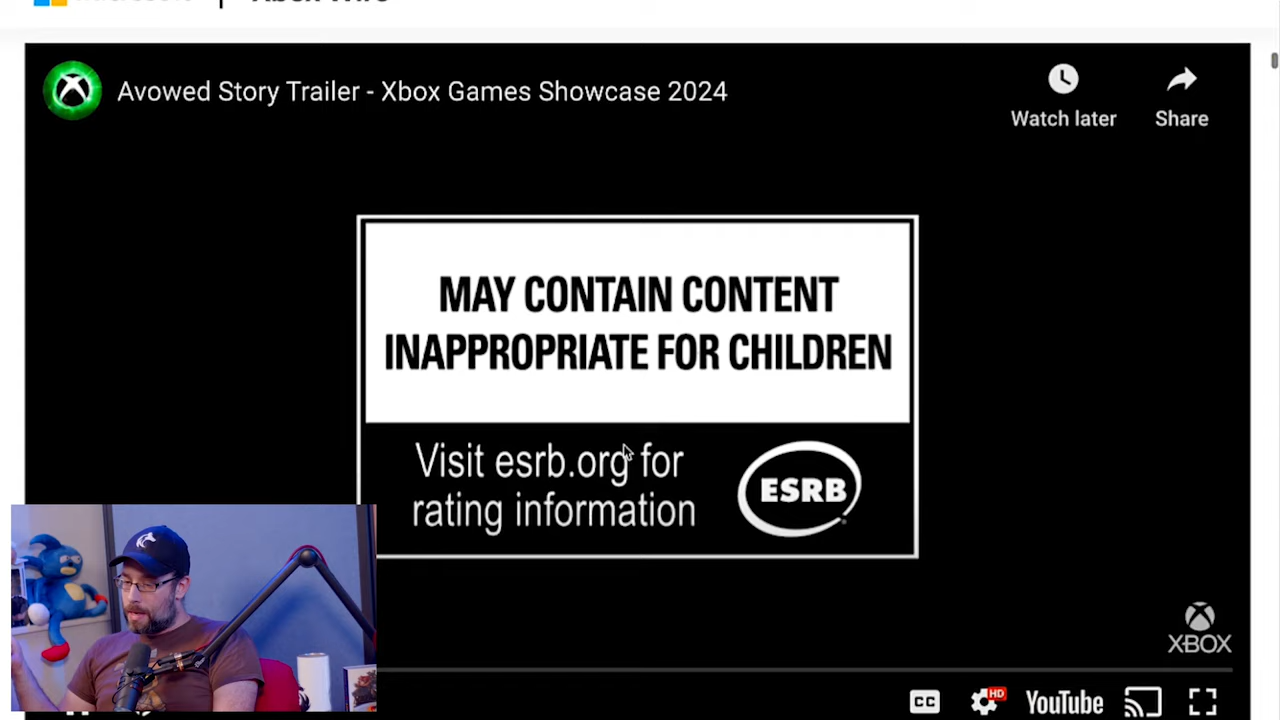 Avowed Story Trailer - Xbox Games Showcase 2024
Watch later
Share
MAY CONTAIN CONTENT
INAPPROPRIATE FOR CHILDREN
Visit esrb.org for
rating information
ESRB
XBOX
CC
HD
YouTube